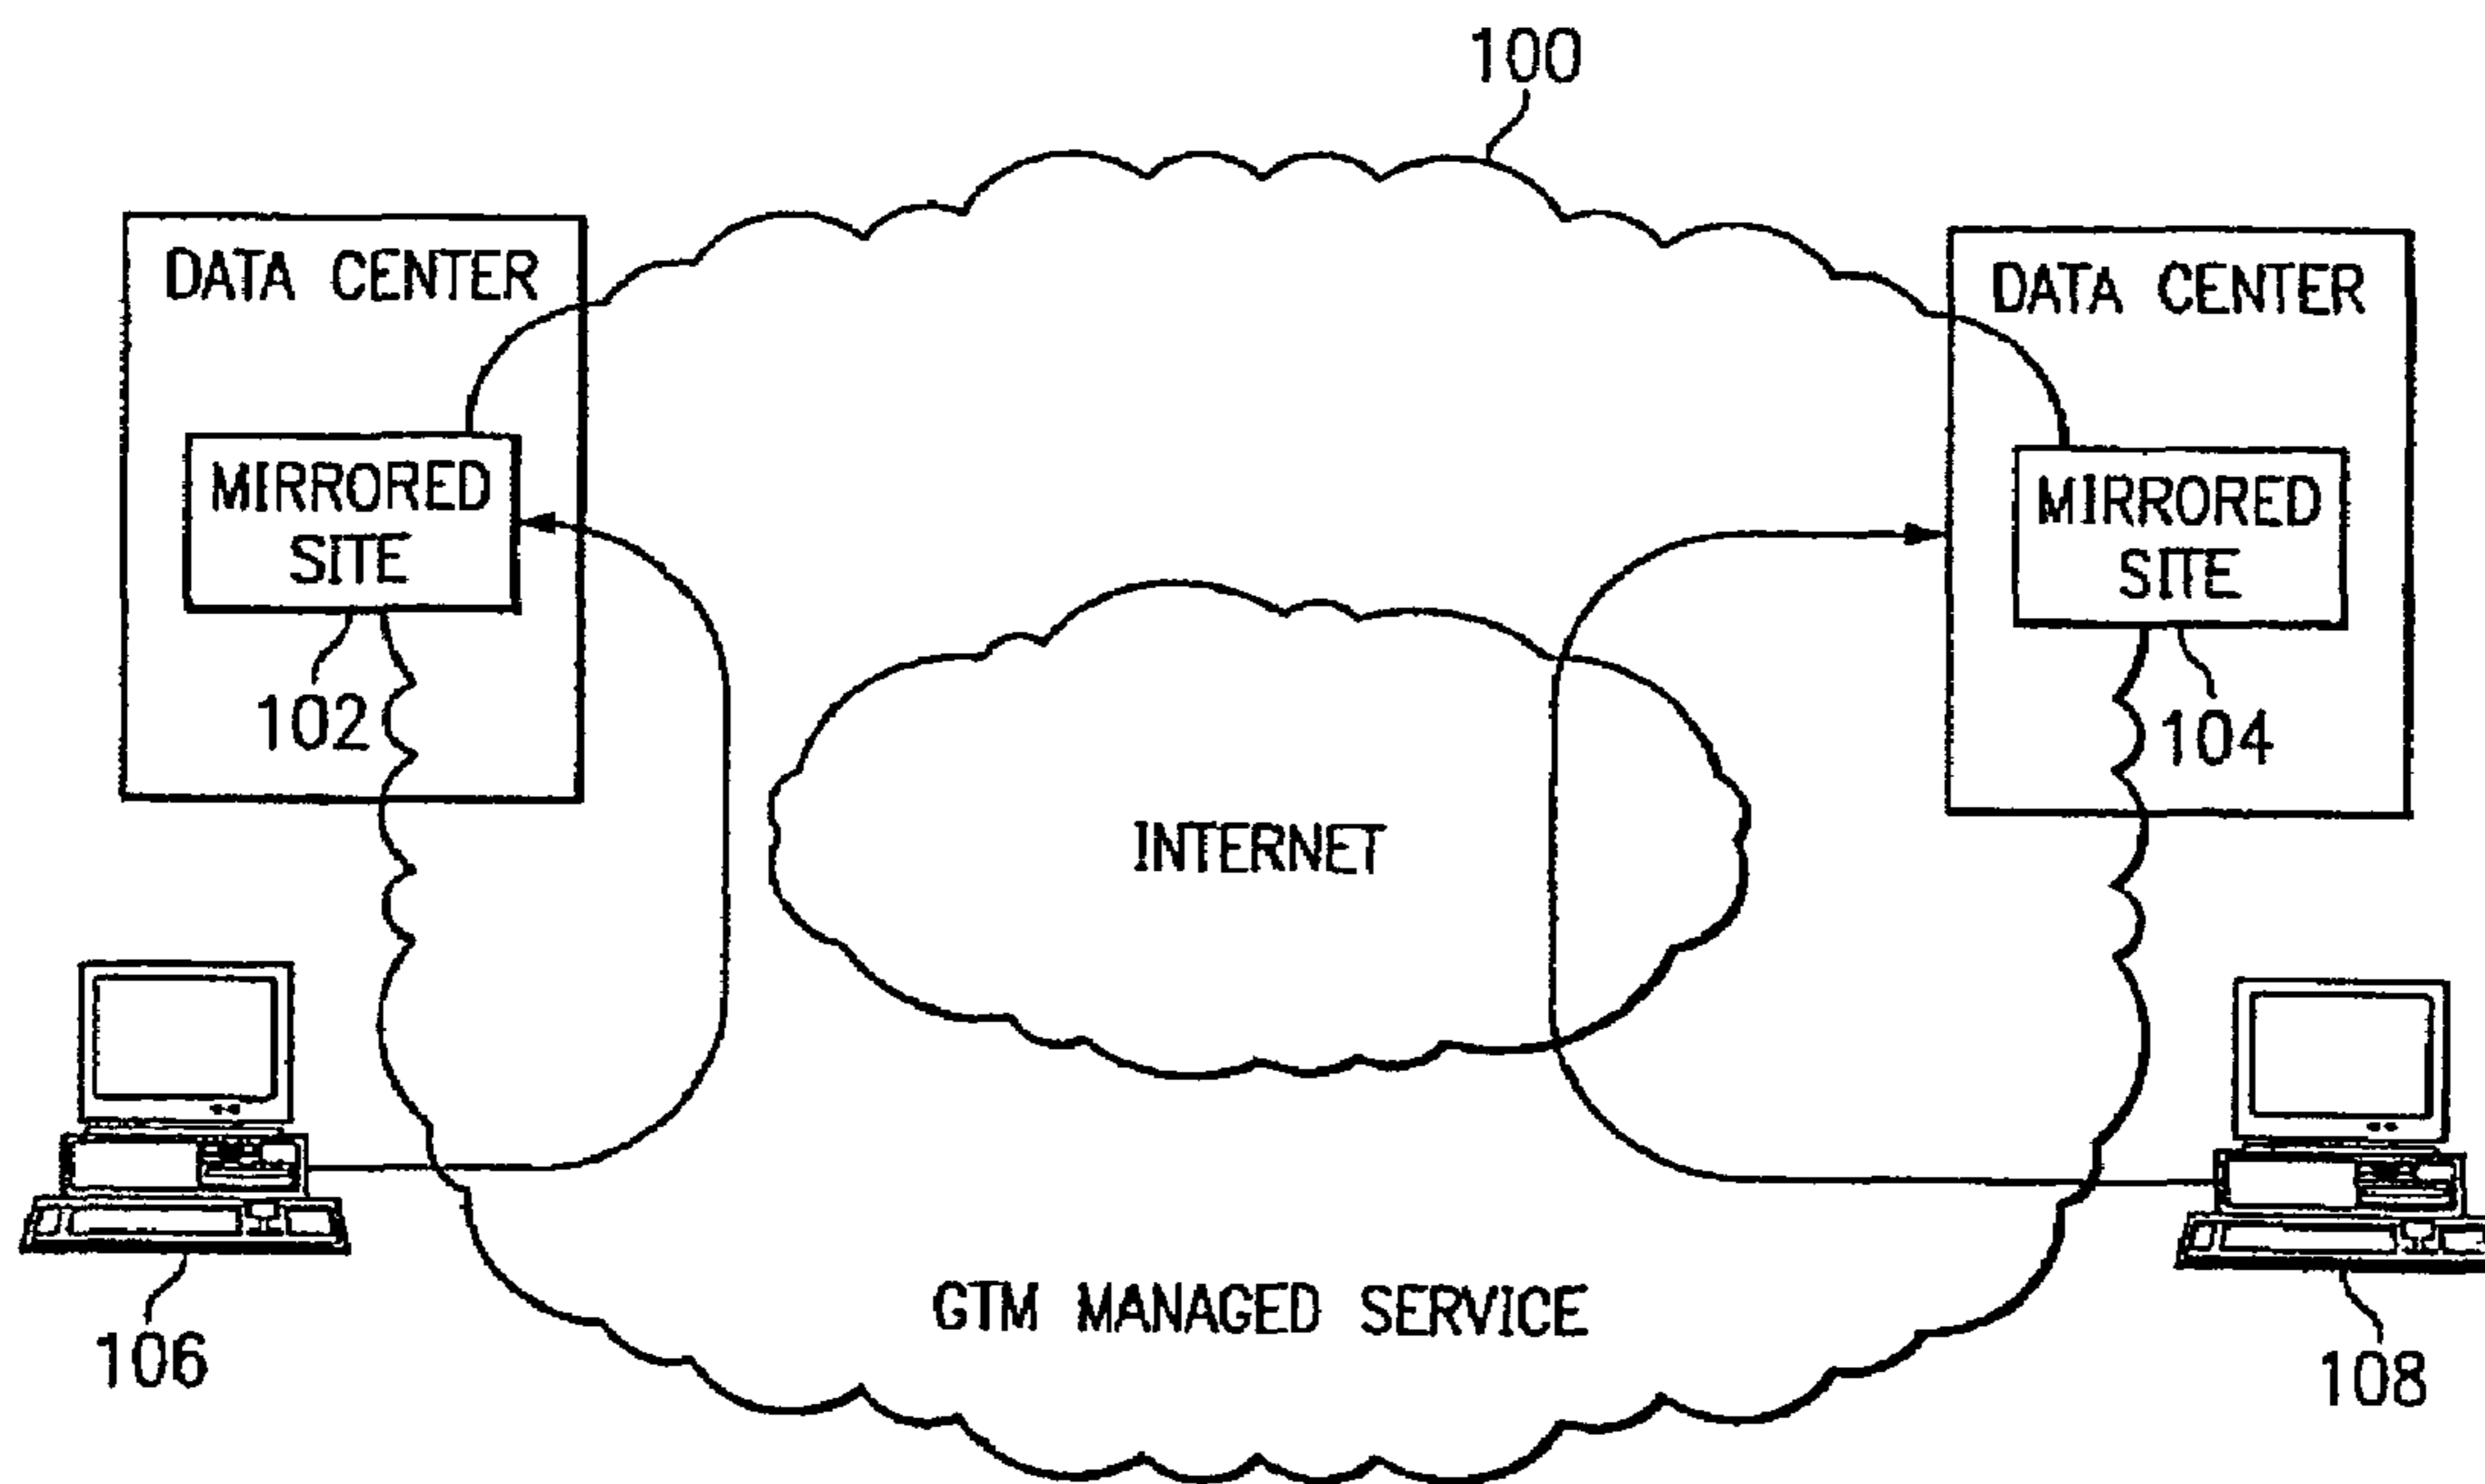 100
DATA CENTER
DATA CENTER
MIRRORED
SITE
MIRRORED
SITE
102
104
INTERNET
GTM MANAGED SERVICE
106
108